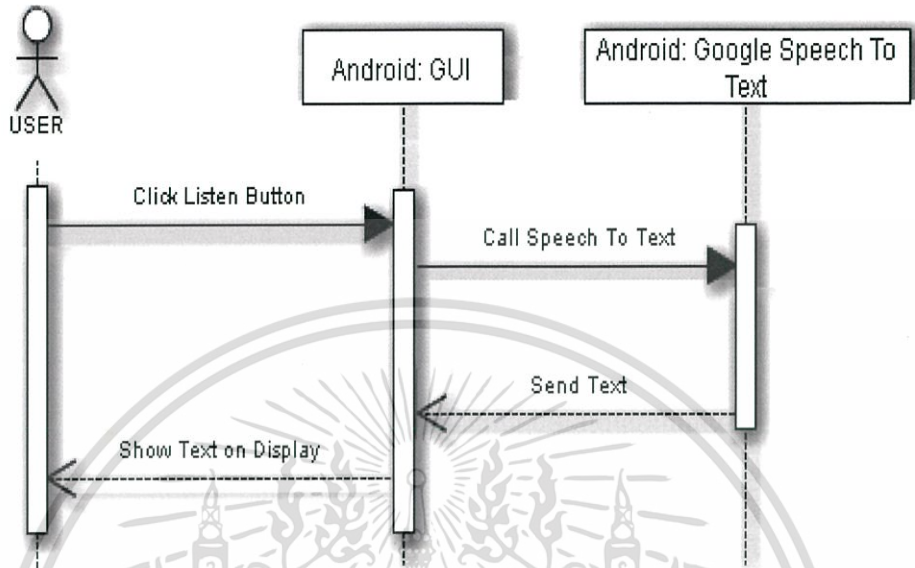 USER
Android: GUI
Android: Google Speech To
Text
Click Listen Button
Call Speech To Text
Send Text
Show Text on Display